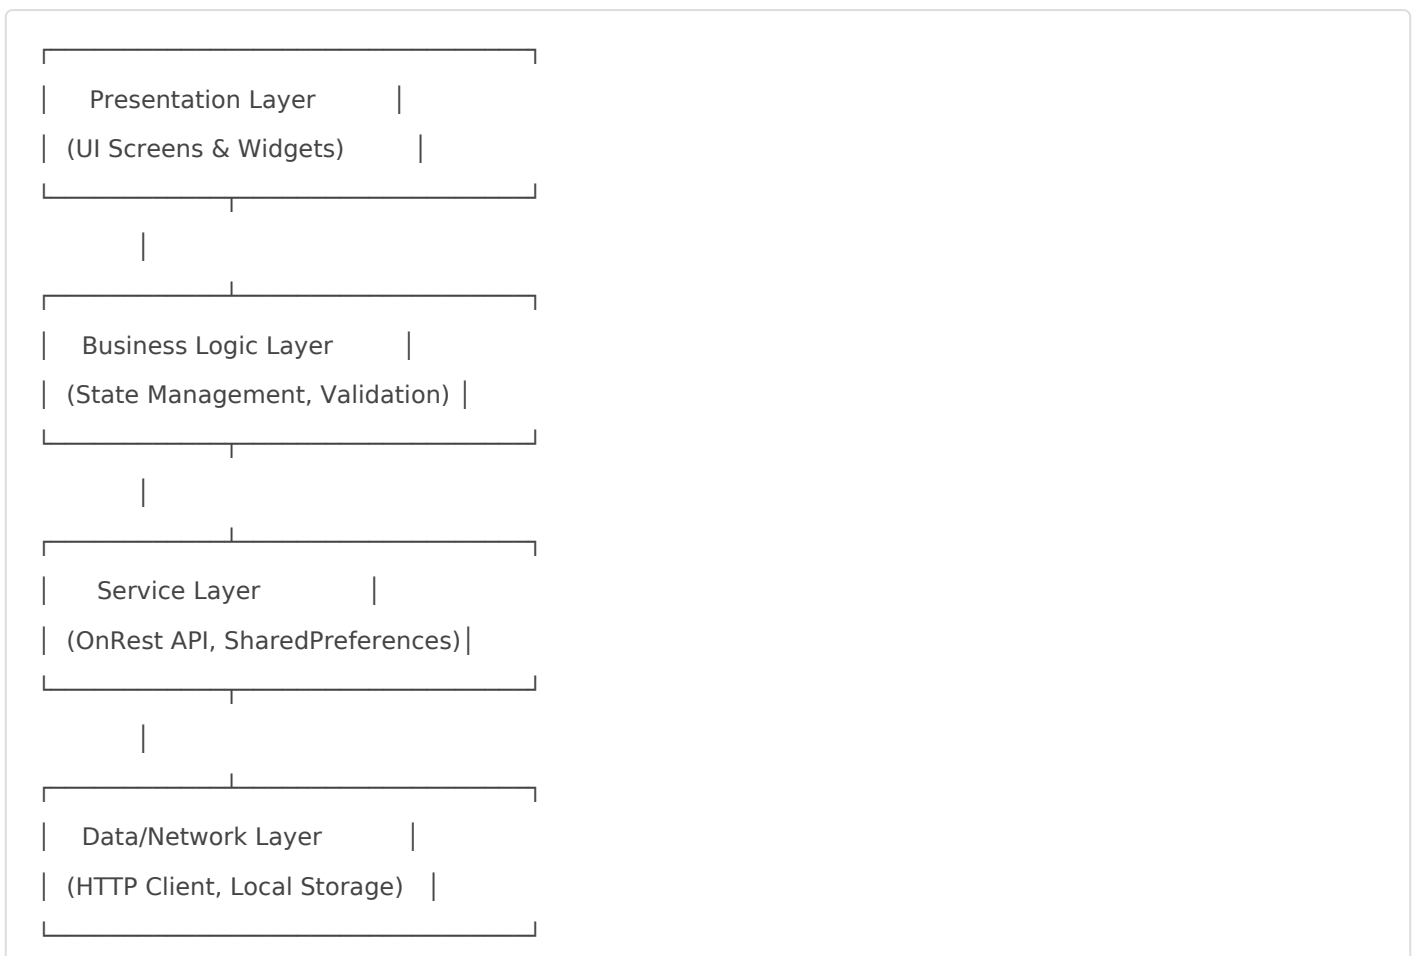 Presentation Layer
(UI Screens & Widgets)
Business Logic Layer
(State Management, Validation)
Service Layer
(OnRest API, SharedPreferences)
Data/Network Layer
(HTTP Client, Local Storage)